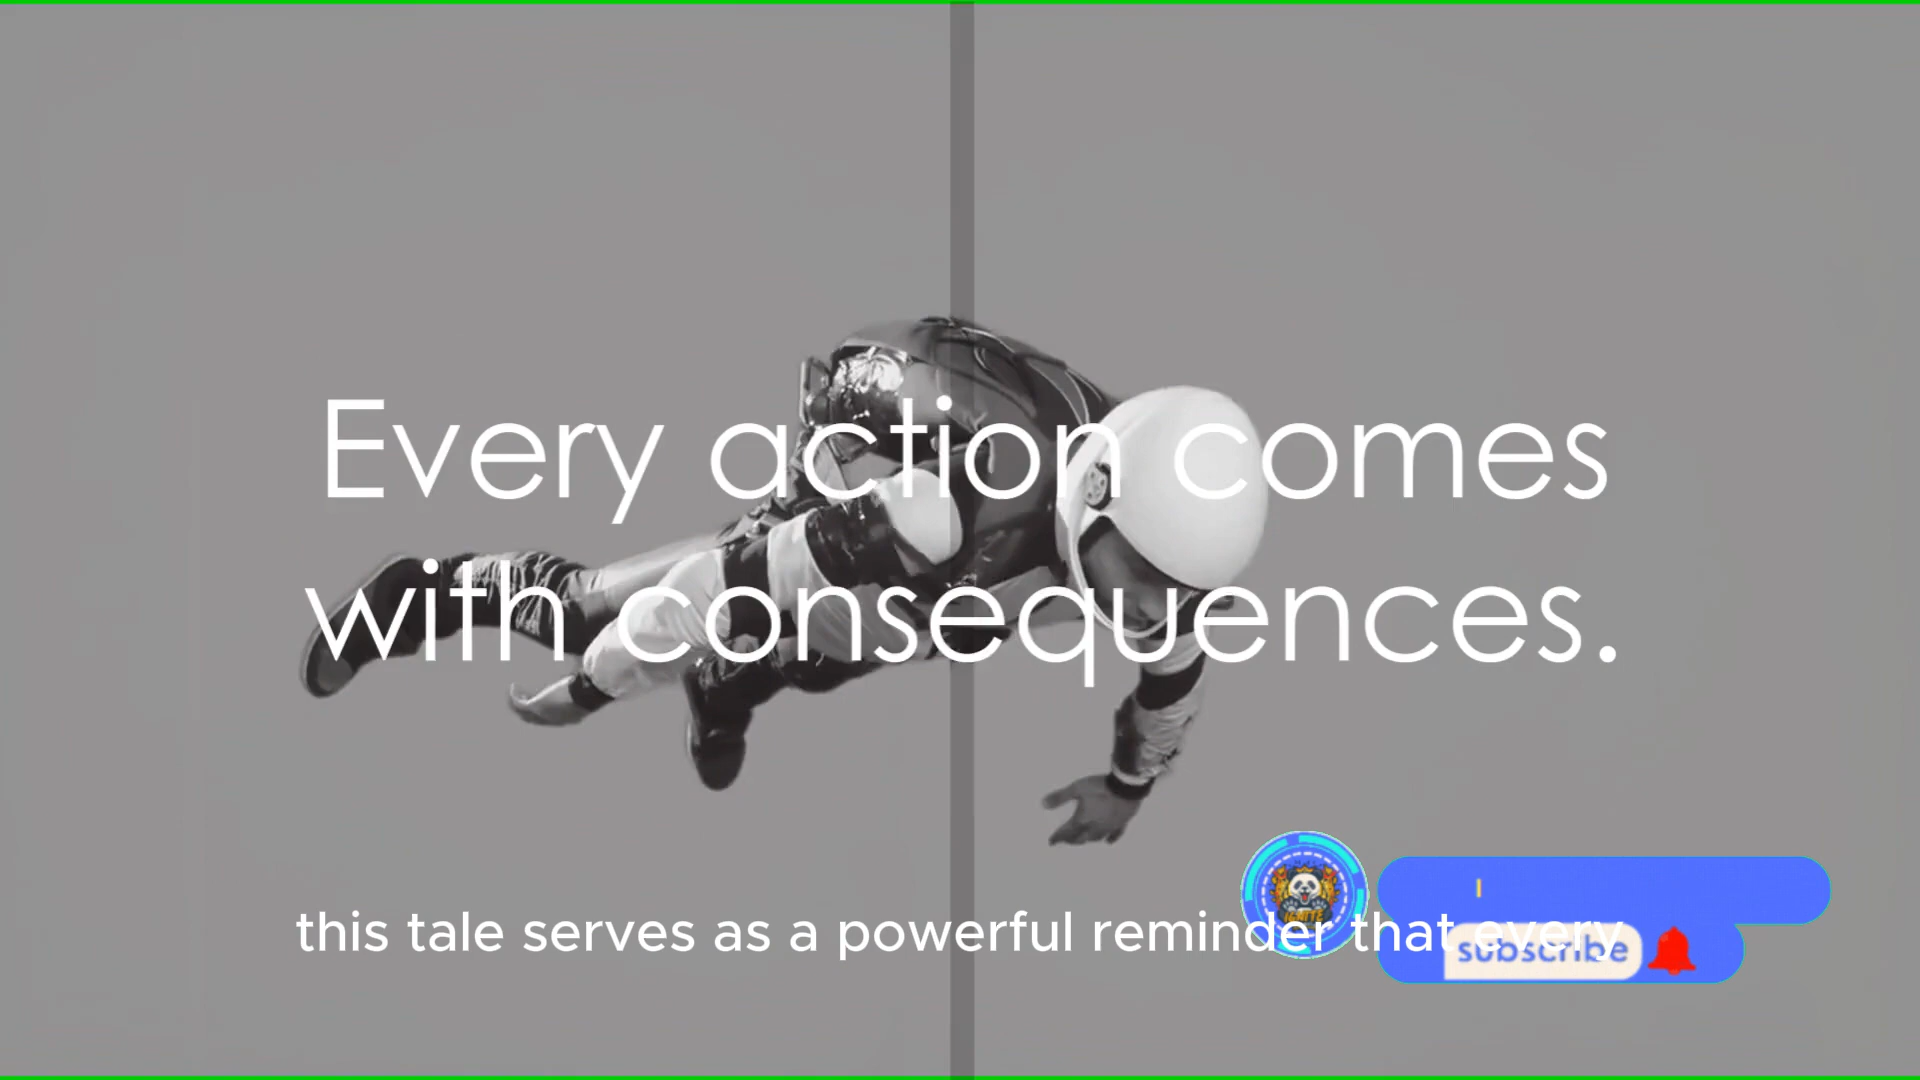 Every action comes
with consequences.
this tale serves as a powerful reminder that every
subscribe